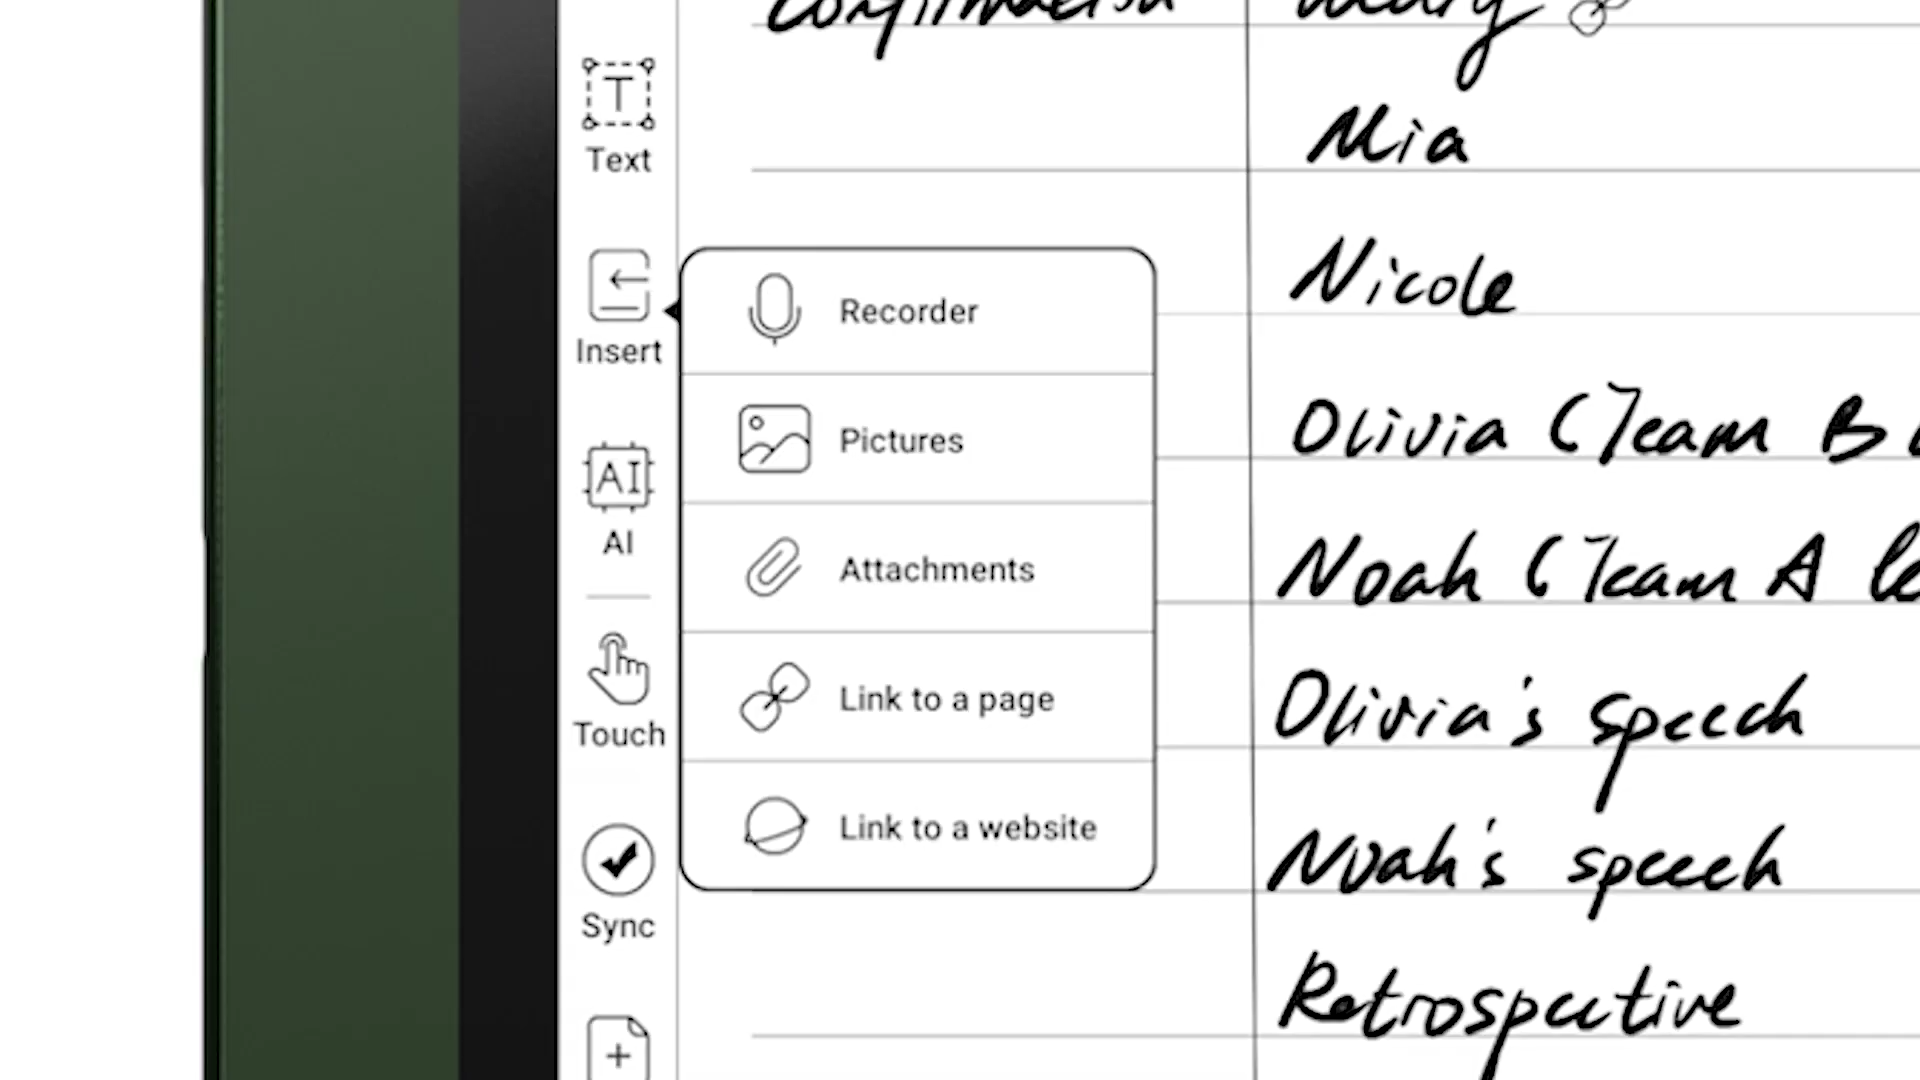 Text
Insert
AI
AI
Touch
Sync
Recorder
Pictures
Attachments
Link to a page
Link to a website
Mia
Nicole
Olivia (Team B
Noah (Team A
Olivia's speech
Noah's speech
Retrospective